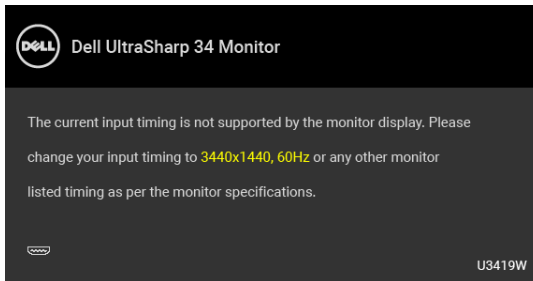 DELL
Dell UltraSharp 34 Monitor
The current input timing is not supported by the monitor display. Please
change your input timing to 3440x1440, 60Hz or any other monitor
listed timing as per the monitor specifications.
U3419W